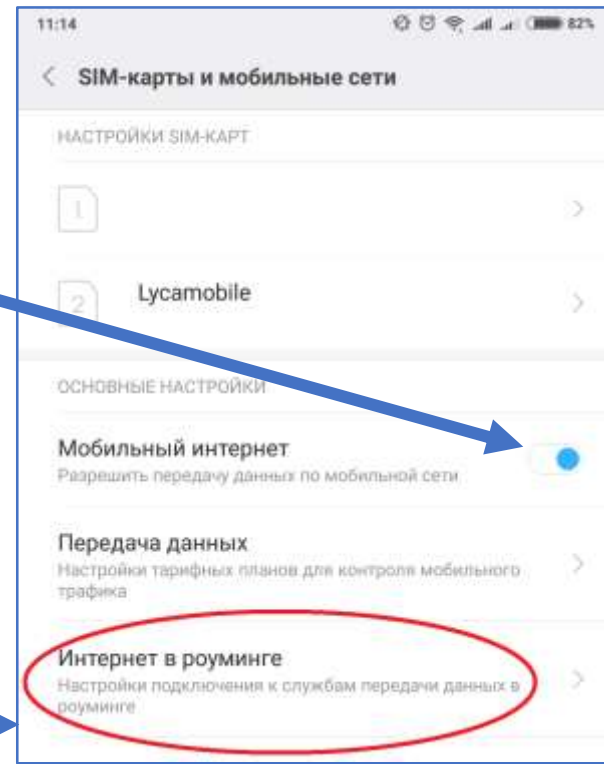 11:14
82%
SIM-карты и мобильные сети
НАСТРОЙКИ SIM-КАРТ
1
Lycamobile
2
ОСНОВНЫЕ НАСТРОЙКИ
Мобильный интернет
Разрешить передачу данных по мобильной сети
Передача данных
Настройки тарифных планов для контроля мобильного
трафика
Интернет в роуминге
Настройки подключения к службам передачи данных в
роуминге